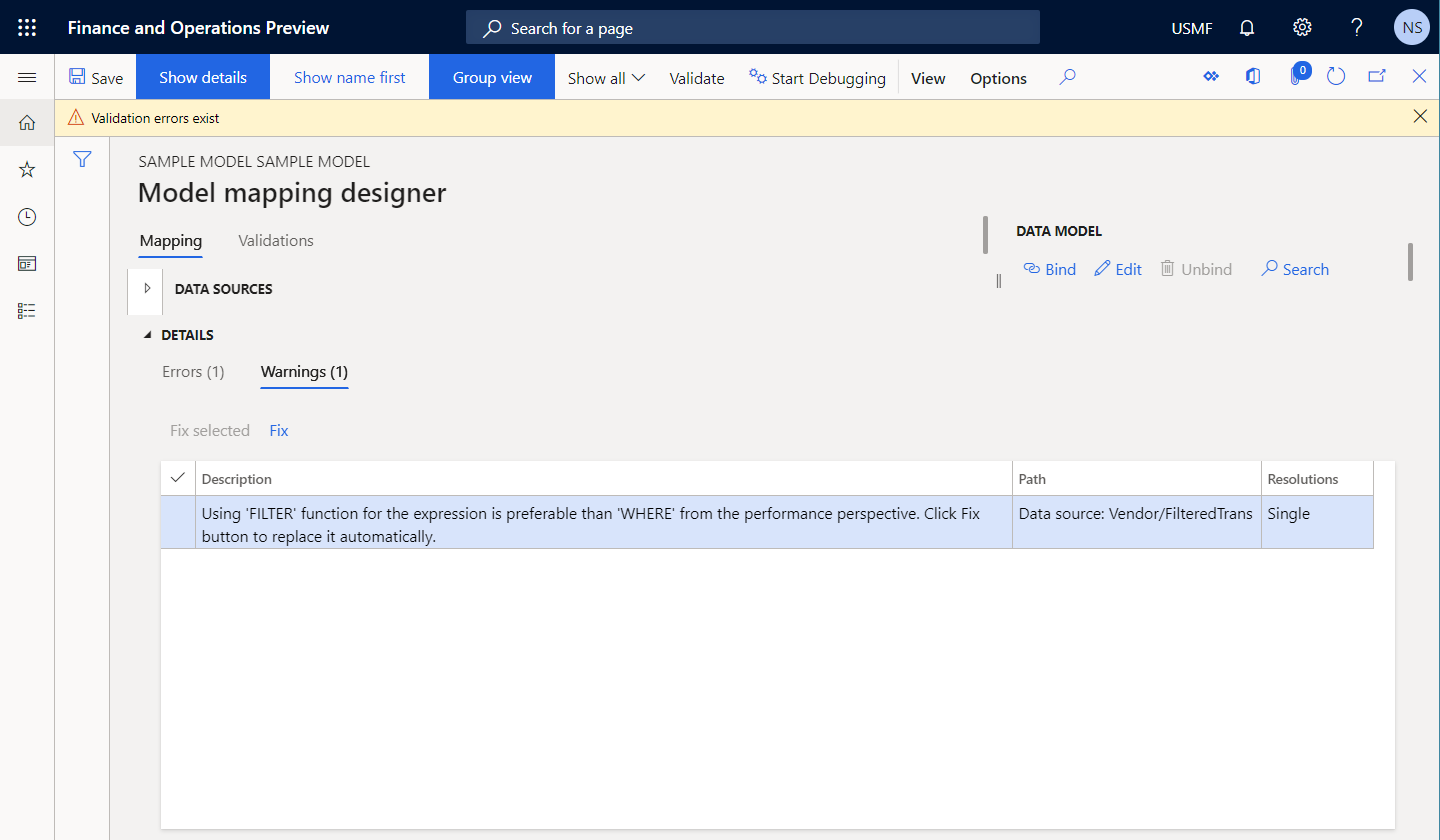 Finance and Operations Preview
Search for a page
USMF
NS
Save
Show details
Show name first
Group view
Show all
Validate
Start Debugging
View
Options
0
Validation errors exist
SAMPLE MODEL SAMPLE MODEL
Model mapping designer
Mapping
Validations
DATA SOURCES
DETAILS
Errors (1)
Warnings (1)
Fix selected
Fix
Description
Path
Resolutions
Using 'FILTER' function for the expression is preferable than 'WHERE' from the performance perspective. Click Fix
button to replace it automatically.
Data source: Vendor/FilteredTrans
Single
DATA MODEL
Bind
Edit
Unbind
Search